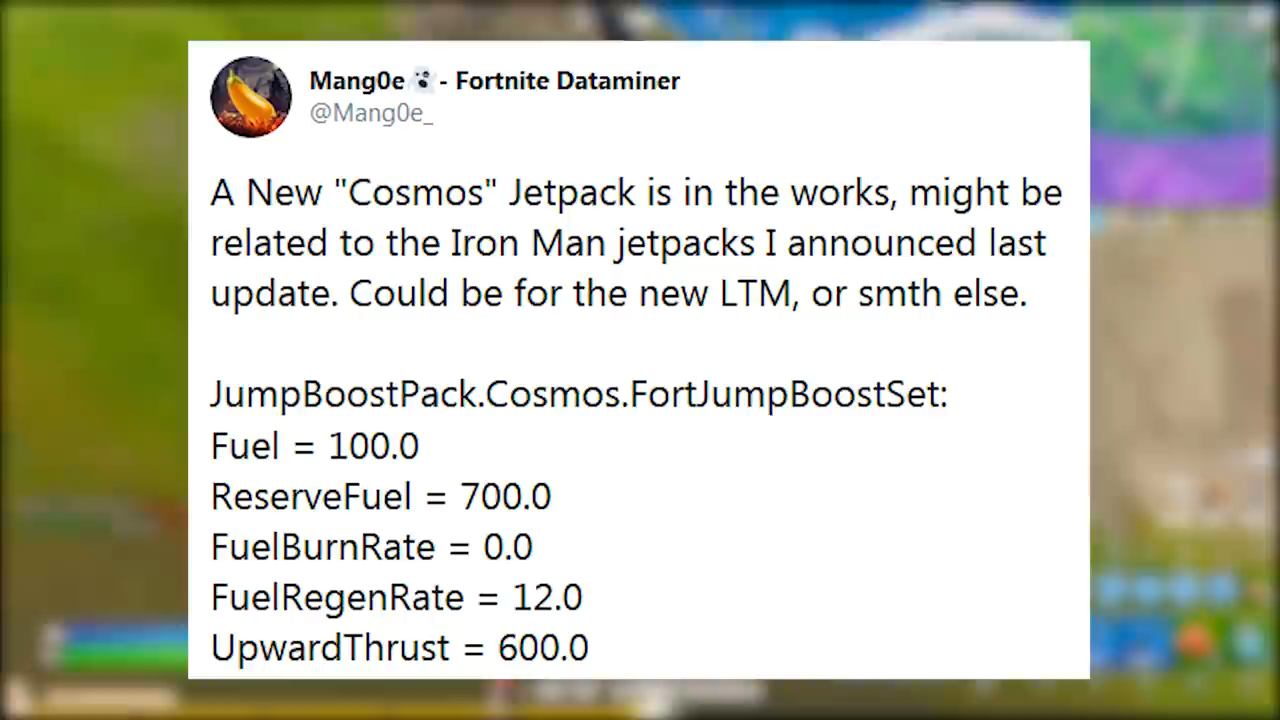 Mang0e👻 - Fortnite Dataminer
@Mang0e_
A New "Cosmos" Jetpack is in the works, might be
related to the Iron Man jetpacks I announced last
update. Could be for the new LTM, or smth else.
JumpBoostPack.Cosmos.FortJumpBoostSet:
Fuel = 100.0
ReserveFuel = 700.0
FuelBurnRate = 0.0
FuelRegenRate = 12.0
UpwardThrust = 600.0